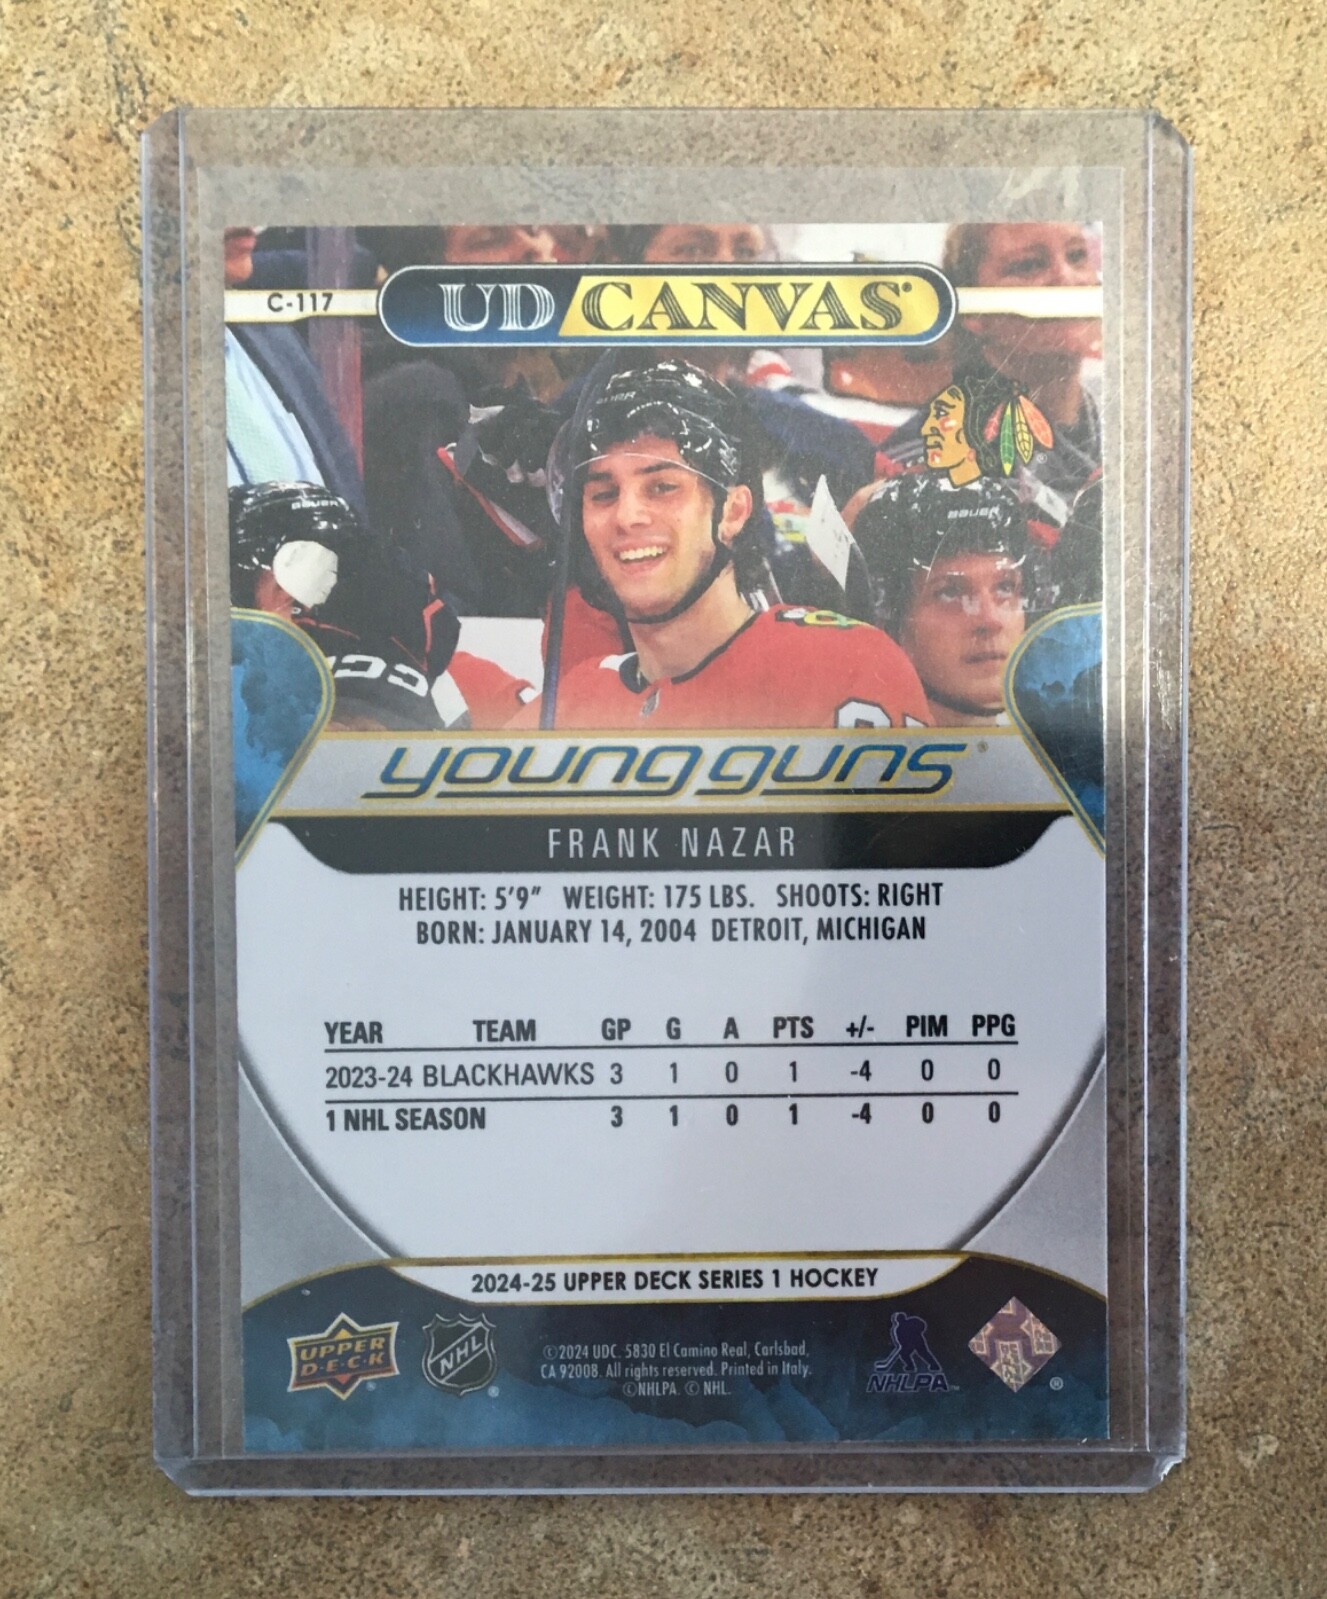 C-117
UD CANVAS®
BAUER
BAUER
young guns®
FRANK NAZAR
HEIGHT: 5'9" WEIGHT: 175 LBS. SHOOTS: RIGHT
BORN: JANUARY 14, 2004 DETROIT, MICHIGAN
YEAR TEAM GP G A PTS +/- PIM PPG
2023-24 BLACKHAWKS 3 1 0 1 -4 0 0
1 NHL SEASON 3 1 0 1 -4 0 0
2024-25 UPPER DECK SERIES 1 HOCKEY
UPPER
D·E·C·K
®
NHL
®
©2024 UDC. 5830 El Camino Real, Carlsbad,
CA 92008. All rights reserved. Printed in Italy.
©NHLPA. © NHL.
NHLPA™
®